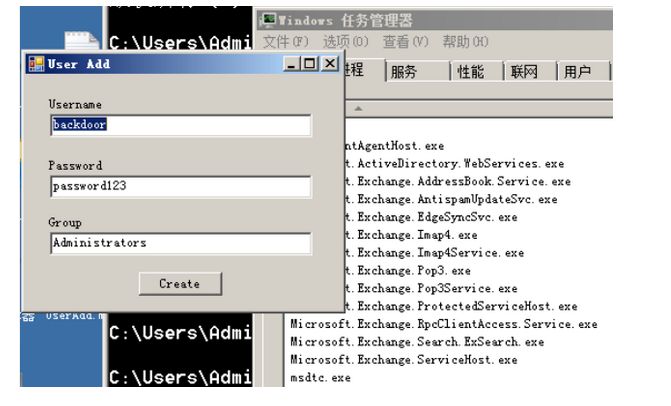 C:\Users\Admi
Windows 任务管理器
文件(F) 选项(O) 查看(V) 帮助(H)
程 服务 性能 联网 用户
User Add
Username
backdoor
Password
password123
Group
Administrators
Create
ntAgentHost.exe
t.ActiveDirectory.WebServices.exe
t.Exchange.AddressBook.Service.exe
t.Exchange.AntispamUpdateSvc.exe
t.Exchange.EdgeSyncSvc.exe
t.Exchange.Imap4.exe
t.Exchange.Imap4Service.exe
t.Exchange.Pop3.exe
t.Exchange.Pop3Service.exe
t.Exchange.ProtectedServiceHost.exe
Microsoft.Exchange.RpcClientAccess.Service.exe
Microsoft.Exchange.Search.ExSearch.exe
Microsoft.Exchange.ServiceHost.exe
msdtc.exe
器 UserAdd.m
C:\Users\Admi
C:\Users\Admi